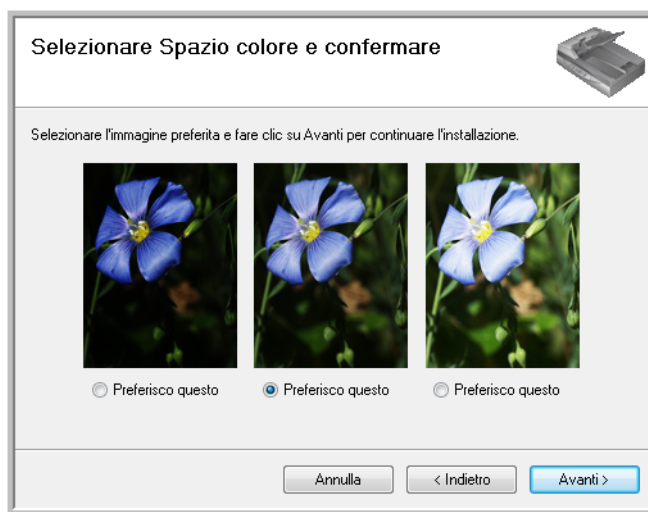 Selezionare Spazio colore e confermare
Selezionare l'immagine preferita e fare clic su Avanti per continuare l'installazione.
Preferisco questo
Preferisco questo
Preferisco questo
Annulla
< Indietro
Avanti >